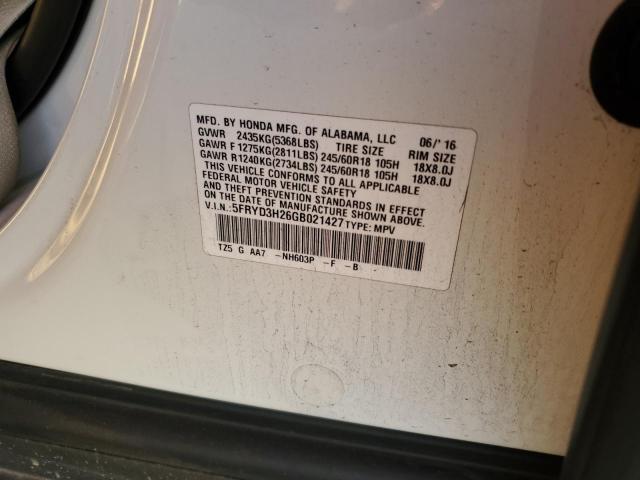 MFD. BY HONDA MFG. OF ALABAMA, LLC 06/'16
GVWR 2435KG(5368LBS) TIRE SIZE RIM SIZE
GAWR F 1275KG(2811LBS) 245/60R18 105H 18X8.0J
GAWR R 1240KG(2734LBS) 245/60R18 105H 18X8.0J
THIS VEHICLE CONFORMS TO ALL APPLICABLE
FEDERAL MOTOR VEHICLE SAFETY
AND THEFT PREVENTION STANDARDS IN EFFECT
ON THE DATE OF MANUFACTURE SHOWN ABOVE.
V.I.N.:5FRYD3H26GB021427 TYPE: MPV
TZ5 G AA7 -NH603P -F -B